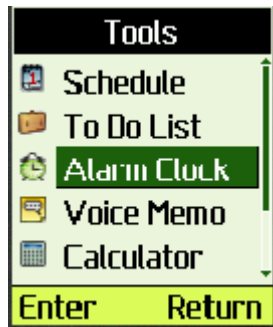 Tools
Schedule
To Do List
Alarm Clock
Voice Memo
Calculator
Enter Return